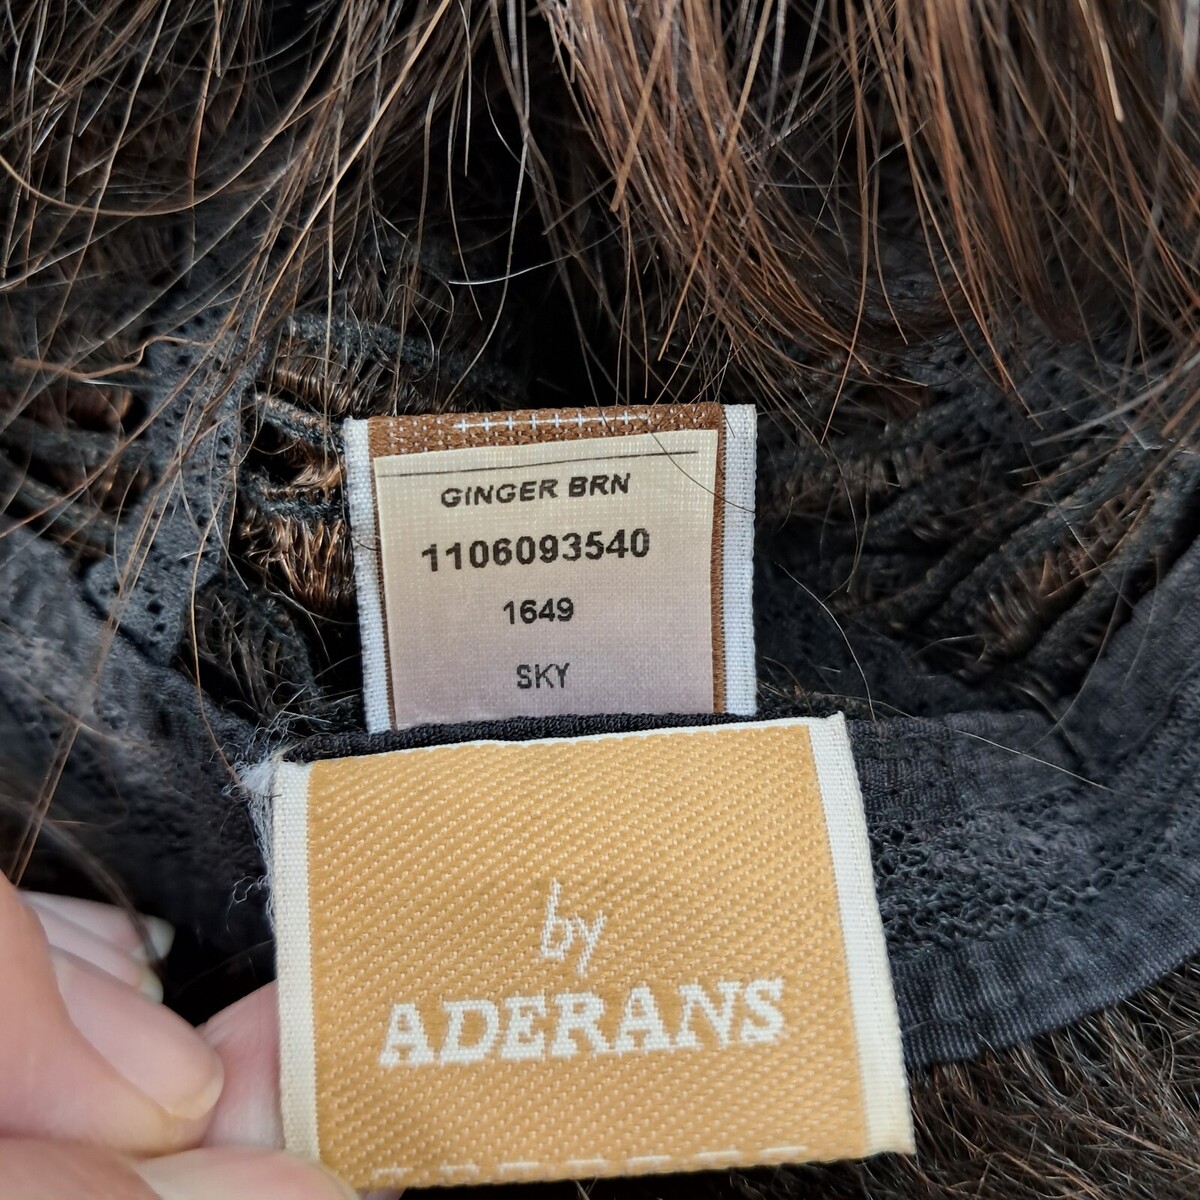 GINGER BRN
1106093540
1649
SKY
by
ADERANS